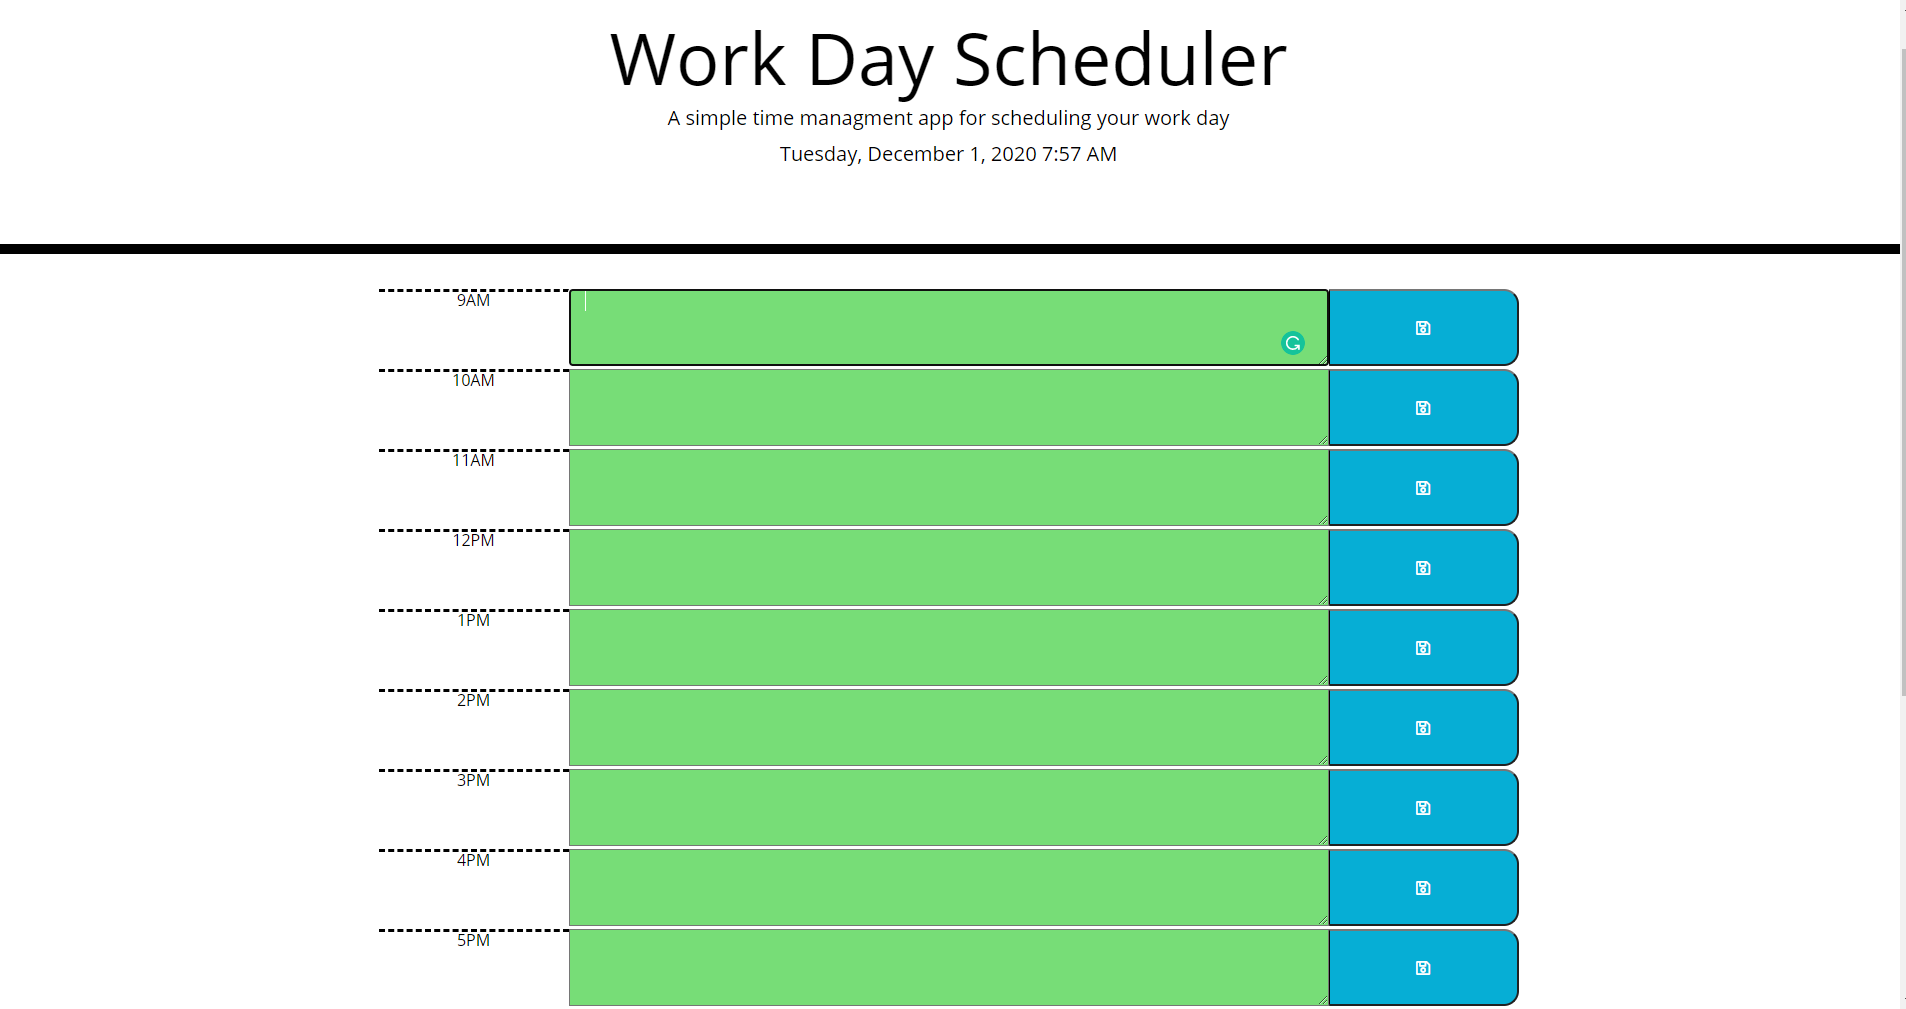 Work Day Scheduler
A simple time managment app for scheduling your work day
Tuesday, December 1, 2020 7:57 AM
9AM
10AM
11AM
12PM
1PM
2PM
3PM
4PM
5PM